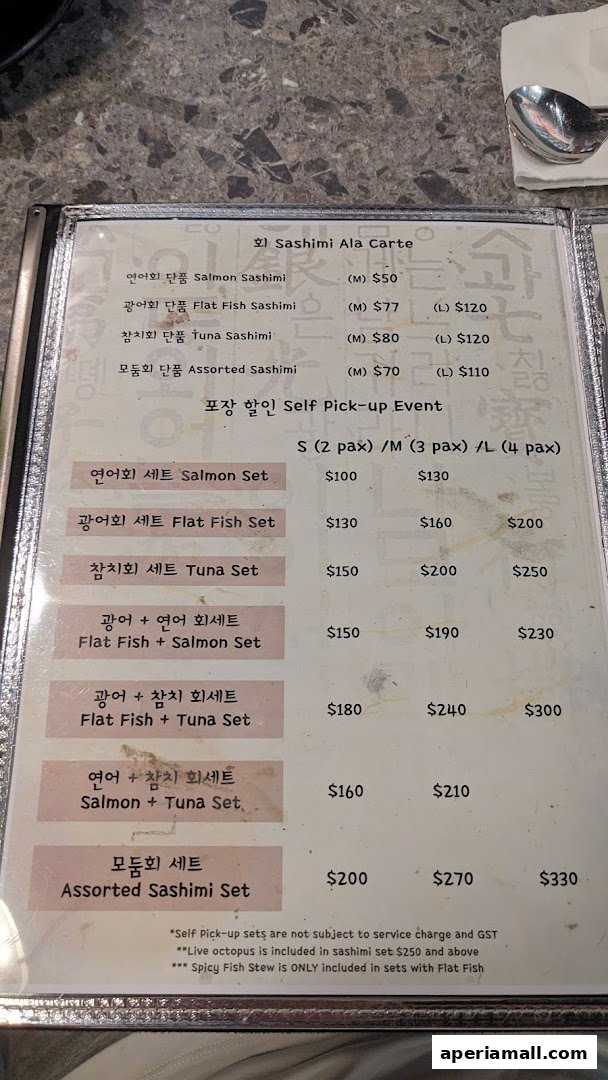 회 Sashimi Ala Carte
연어회 단품 Salmon Sashimi (M) $50
광어회 단품 Flat Fish Sashimi (M) $77 (L) $120
참치회 단품 Tuna Sashimi (M) $80 (L) $120
모둠회 단품 Assorted Sashimi (M) $70 (L) $110
포장 할인 Self Pick-up Event
S (2 pax) /M (3 pax) /L (4 pax)
연어회 세트 Salmon Set $100 $130
광어회 세트 Flat Fish Set $130 $160 $200
참치회 세트 Tuna Set $150 $200 $250
광어 + 연어 회세트
Flat Fish + Salmon Set $150 $190 $230
광어 + 참치 회세트
Flat Fish + Tuna Set $180 $240 $300
연어 + 참치 회세트
Salmon + Tuna Set $160 $210
모둠회 세트
Assorted Sashimi Set $200 $270 $330
*Self Pick-up sets are not subject to service charge and GST
**Live octopus is included in sashimi set $250 and above
*** Spicy Fish Stew is ONLY included in sets with Flat Fish
aperiamall.com